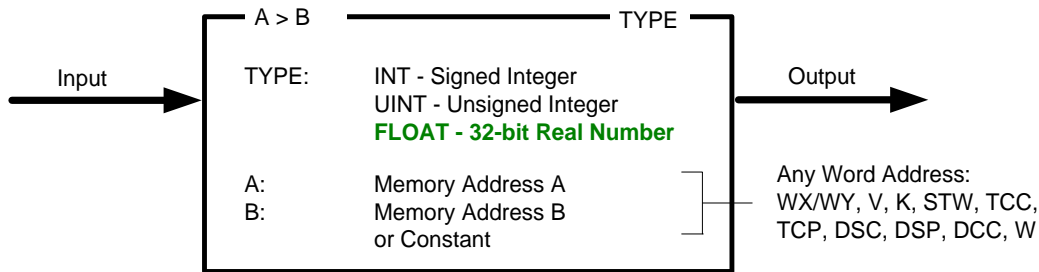 A > B TYPE
Input
TYPE: INT - Signed Integer
UINT - Unsigned Integer
FLOAT - 32-bit Real Number
Output
A: Memory Address A
B: Memory Address B
or Constant
Any Word Address:
WX/WY, V, K, STW, TCC,
TCP, DSC, DSP, DCC, W